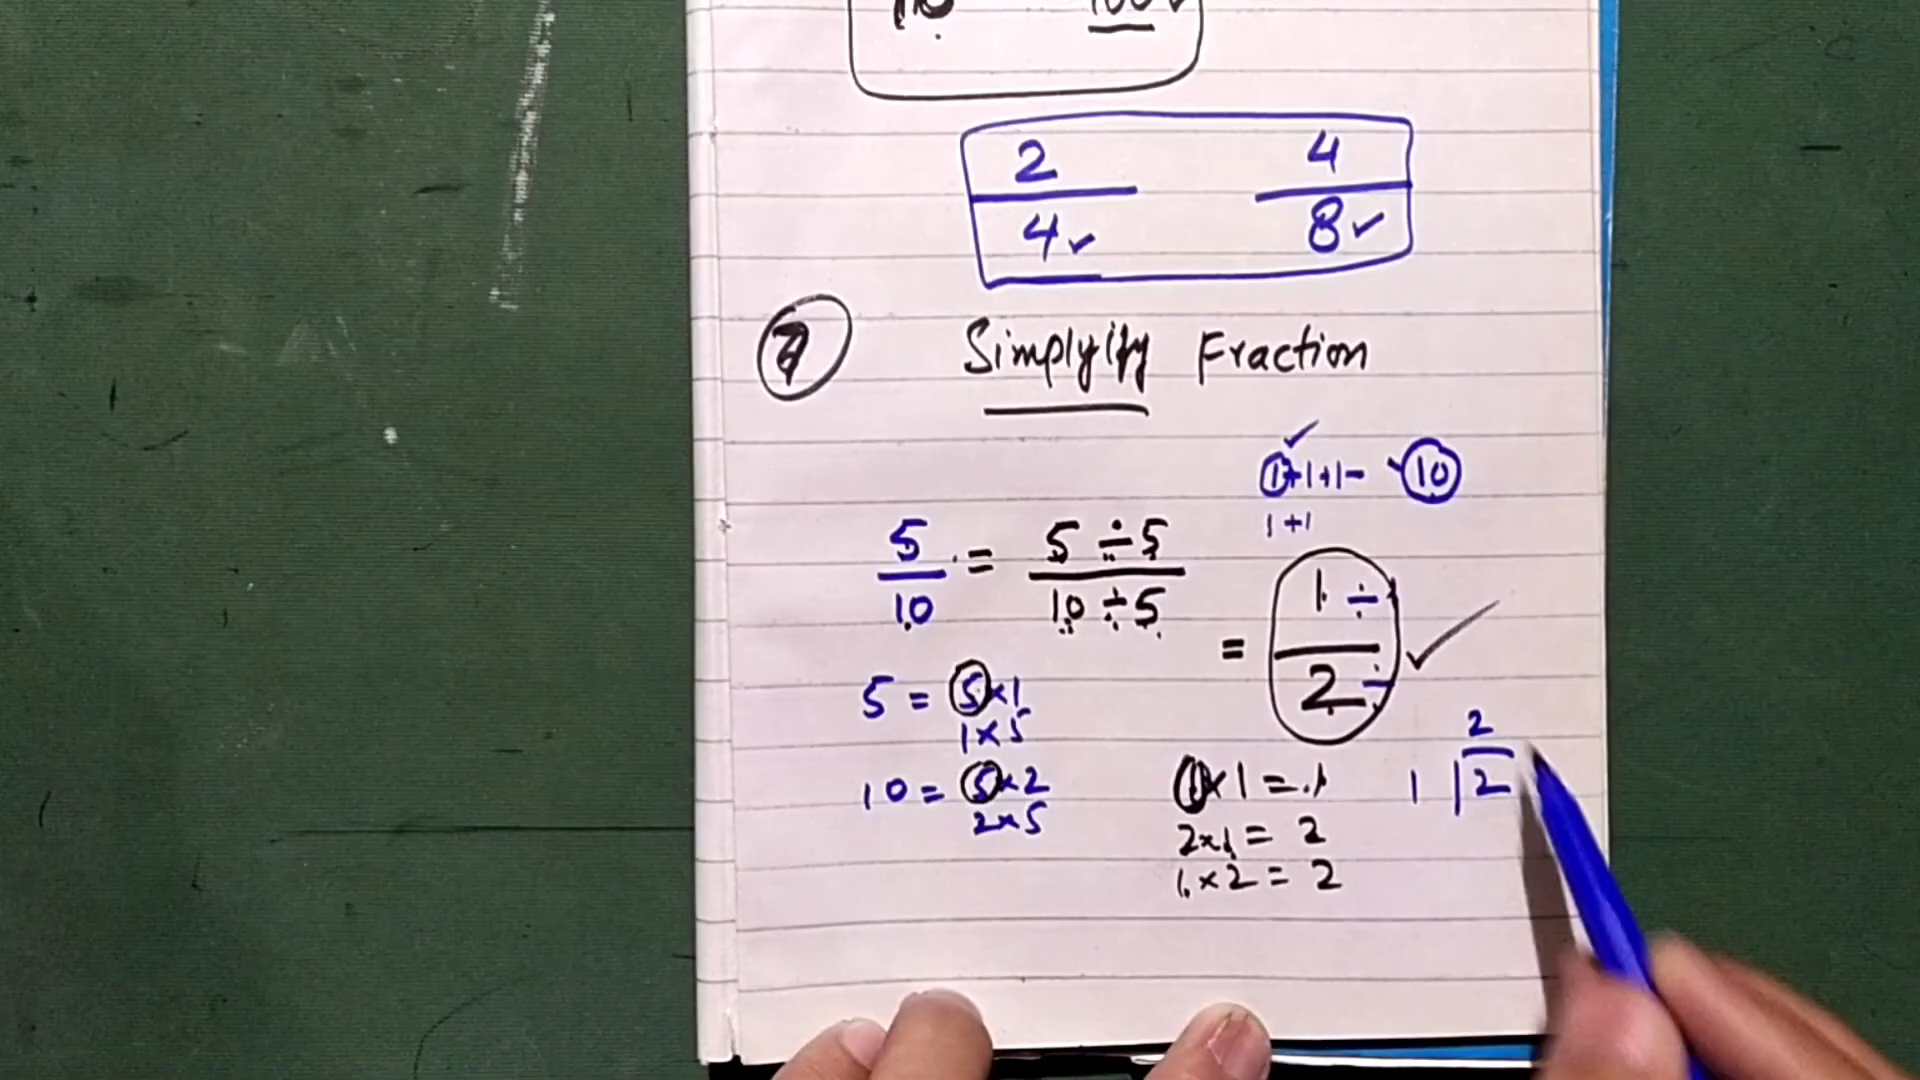 2 4
4✓ 8✓
7 Simplyify Fraction
✓
1+1+1- 10
1+1
5/10 = 5÷5/10÷5
= 1÷/2÷ ✓
5 = 5×1
1×5
10 = 5×2
2×5
1×1 = 1
2×1 = 2
1×2 = 2
2
1 2